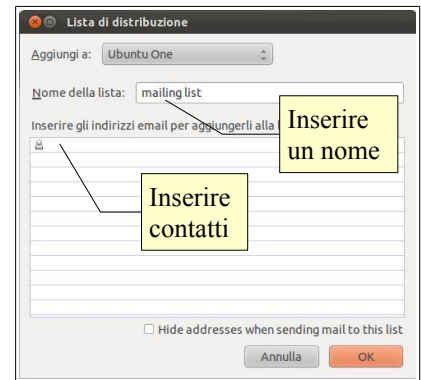 Lista di distribuzione
Aggiungi a: Ubuntu One
Nome della lista: mailing list
Inserire gli indirizzi email per aggiungerli alla
Inserire
un nome
Inserire
contatti
Hide addresses when sending mail to this list
Annulla OK